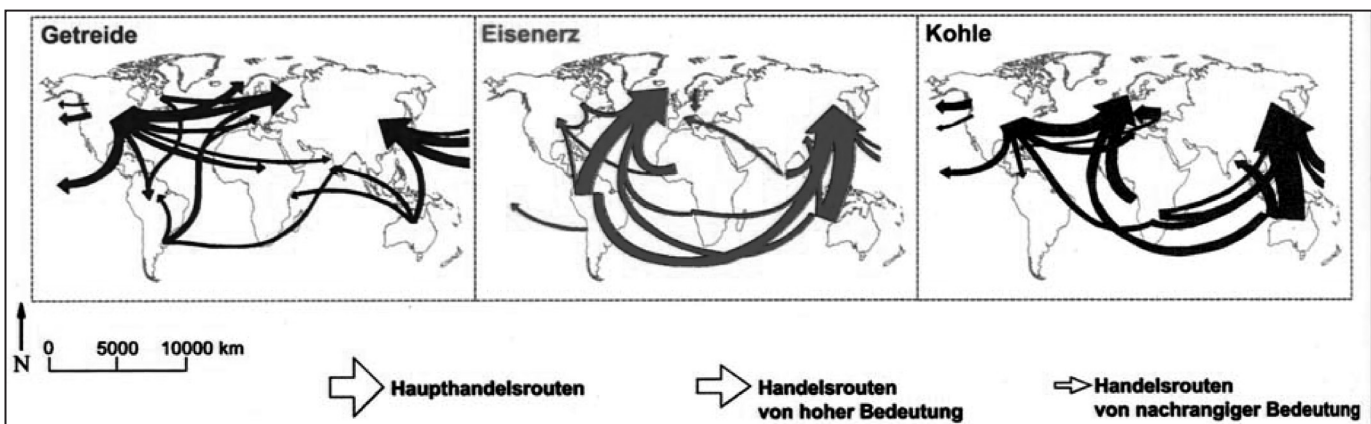 Getreide
Eisenerz
Kohle
N
0 5000 10000 km
Haupthandelsrouten
Handelsrouten
von hoher Bedeutung
Handelsrouten
von nachrangiger Bedeutung